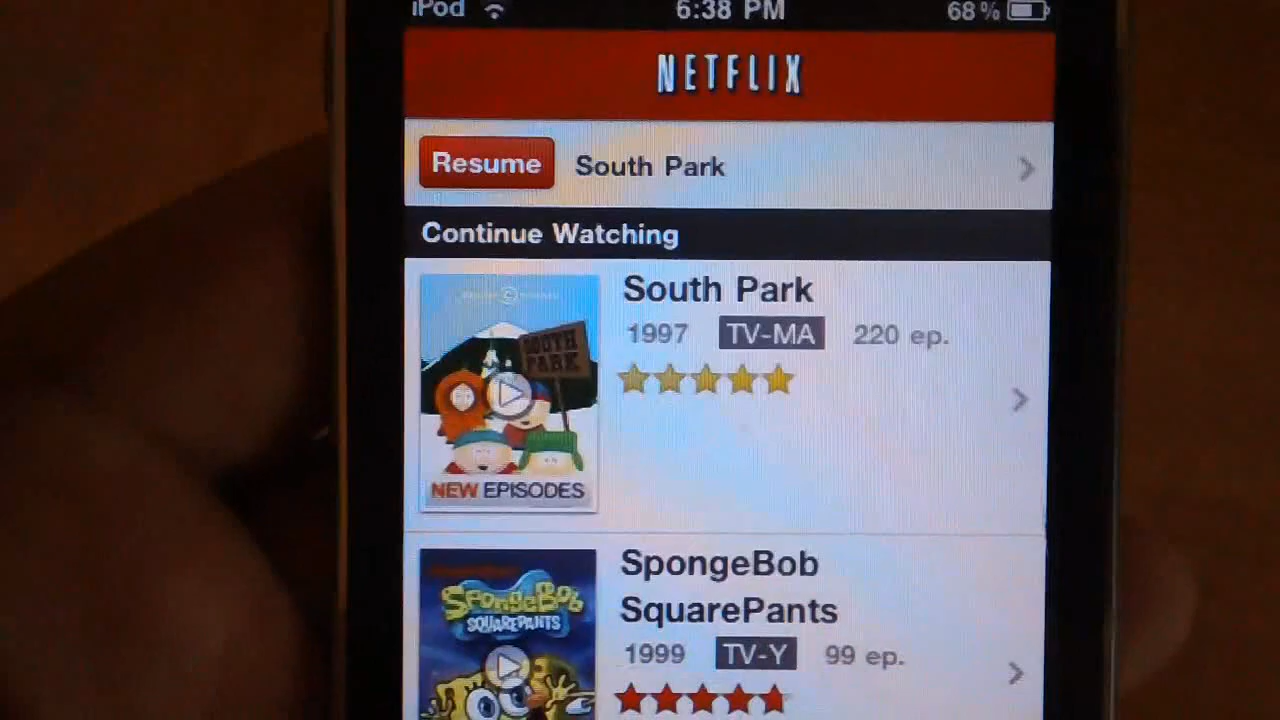 iPod 6:38 PM 68%
NETFLIX
Resume South Park
Continue Watching
South Park
1997 TV-MA 220 ep.
SOUTH
PARK
NEW EPISODES
SpongeBob
SquarePants
1999 TV-Y 99 ep.
SPONGEBOB
SQUAREPANTS